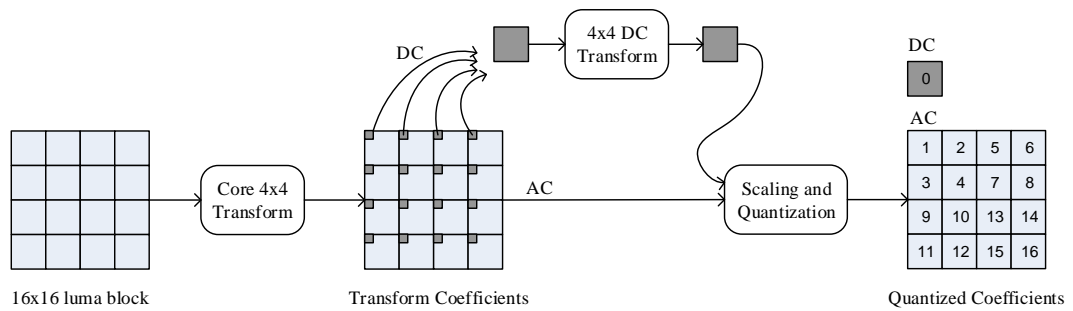 DC
4x4 DC
Transform
DC
0
AC
1 2 5 6
3 4 7 8
9 10 13 14
11 12 15 16
Core 4x4
Transform
AC
Scaling and
Quantization
16x16 luma block
Transform Coefficients
Quantized Coefficients